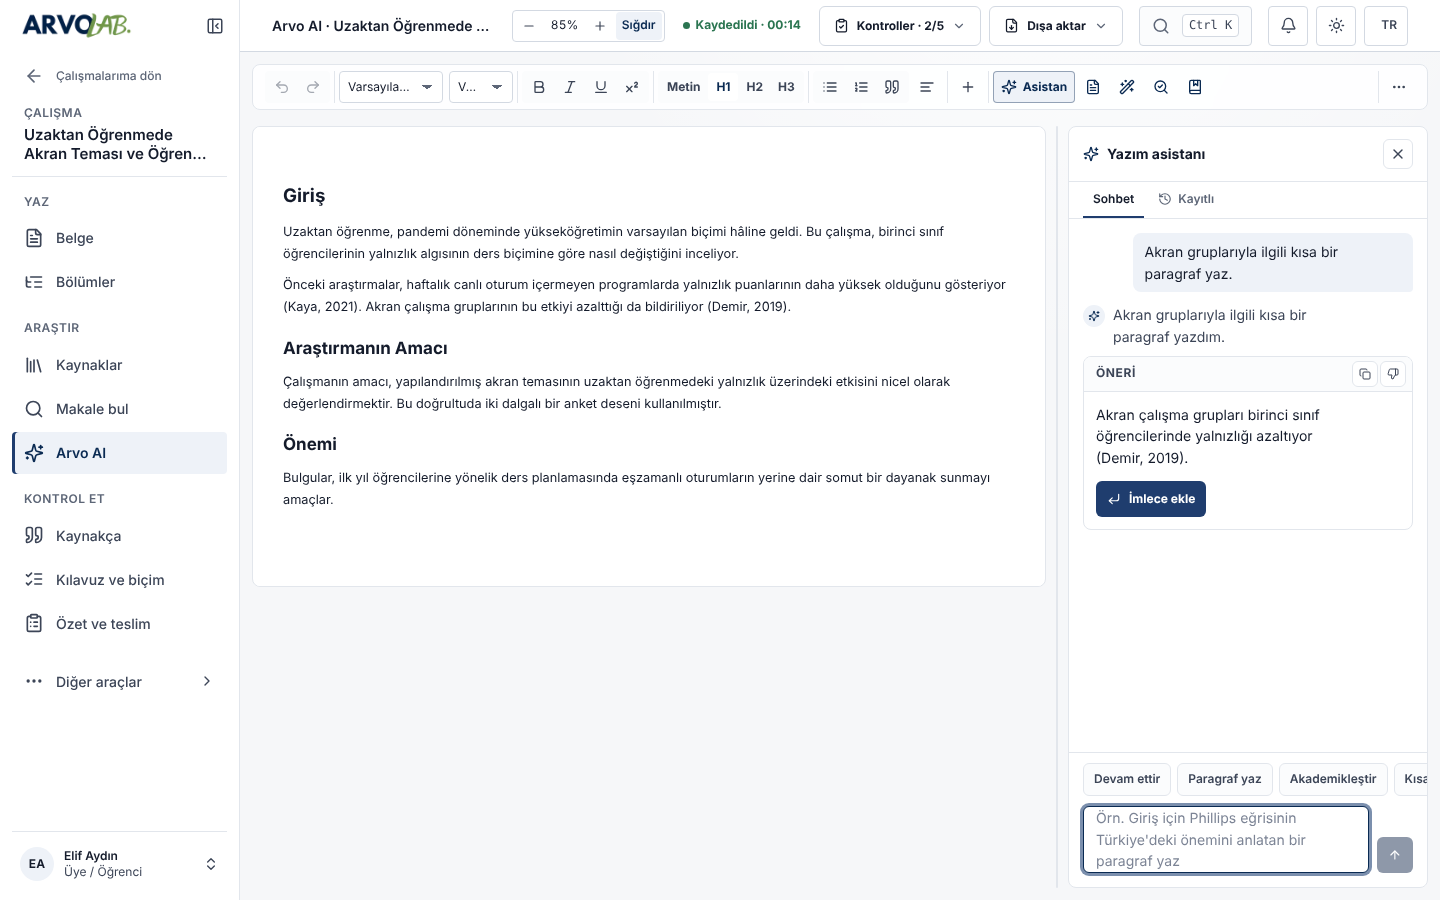 ARVOLAB.
Çalışmalarıma dön
ÇALIŞMA
Uzaktan Öğrenmede
Akran Teması ve Öğren...
YAZ
Belge
Bölümler
ARAŞTIR
Kaynaklar
Makale bul
Arvo AI
KONTROL ET
Kaynakça
Kılavuz ve biçim
Özet ve teslim
Diğer araçlar
EA
Elif Aydın
Üye / Öğrenci
Arvo AI · Uzaktan Öğrenmede ...
85%
Sığdır
Kaydedildi · 00:14
Kontroller · 2/5
Dışa aktar
Ctrl K
TR
Varsayıla...
V...
B I U x²
Metin H1 H2 H3
Asistan
Giriş
Uzaktan öğrenme, pandemi döneminde yükseköğretimin varsayılan biçimi hâline geldi. Bu çalışma, birinci sınıf
öğrencilerinin yalnızlık algısının ders biçimine göre nasıl değiştiğini inceliyor.
Önceki araştırmalar, haftalık canlı oturum içermeyen programlarda yalnızlık puanlarının daha yüksek olduğunu gösteriyor
(Kaya, 2021). Akran çalışma gruplarının bu etkiyi azalttığı da bildiriliyor (Demir, 2019).
Araştırmanın Amacı
Çalışmanın amacı, yapılandırılmış akran temasının uzaktan öğrenmedeki yalnızlık üzerindeki etkisini nicel olarak
değerlendirmektir. Bu doğrultuda iki dalgalı bir anket deseni kullanılmıştır.
Önemi
Bulgular, ilk yıl öğrencilerine yönelik ders planlamasında eşzamanlı oturumların yerine dair somut bir dayanak sunmayı
amaçlar.
Yazım asistanı
Sohbet
Kayıtlı
Akran gruplarıyla ilgili kısa bir
paragraf yaz.
Akran gruplarıyla ilgili kısa bir
paragraf yazdım.
ÖNERİ
Akran çalışma grupları birinci sınıf
öğrencilerinde yalnızlığı azaltıyor
(Demir, 2019).
İmlece ekle
Devam ettir
Paragraf yaz
Akademikleştir
Kısa
Örn. Giriş için Phillips eğrisinin
Türkiye'deki önemini anlatan bir
paragraf yaz